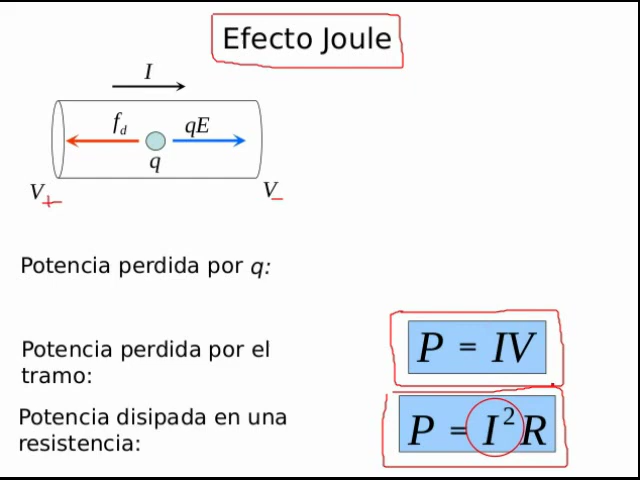 Efecto Joule
I
f_d
qE
q
V+
V-
Potencia perdida por q:
Potencia perdida por el
tramo:
P = IV
Potencia disipada en una
resistencia:
P = I²R